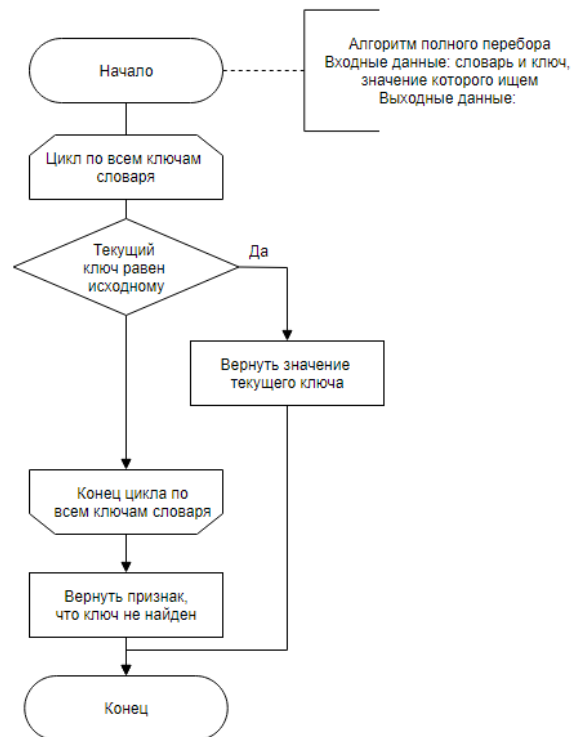 Начало
Алгоритм полного перебора
Входные данные: словарь и ключ,
значение которого ищем
Выходные данные:
Цикл по всем ключам
словаря
Текущий
ключ равен
исходному
Да
Вернуть значение
текущего ключа
Конец цикла по
всем ключам словаря
Вернуть признак,
что ключ не найден
Конец